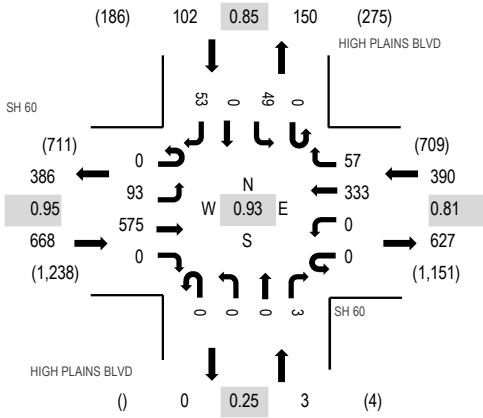 (186) 102 0.85 150 (275)
HIGH PLAINS BLVD
SH 60
53 0 49 0
(711) (709)
0 57
386 390
93 333
N
0.95 W 0.93 E 0.81
575 0
S
668 627
0 0
(1,238) (1,151)
0 0 0 3
SH 60
HIGH PLAINS BLVD
() 0 0.25 3 (4)